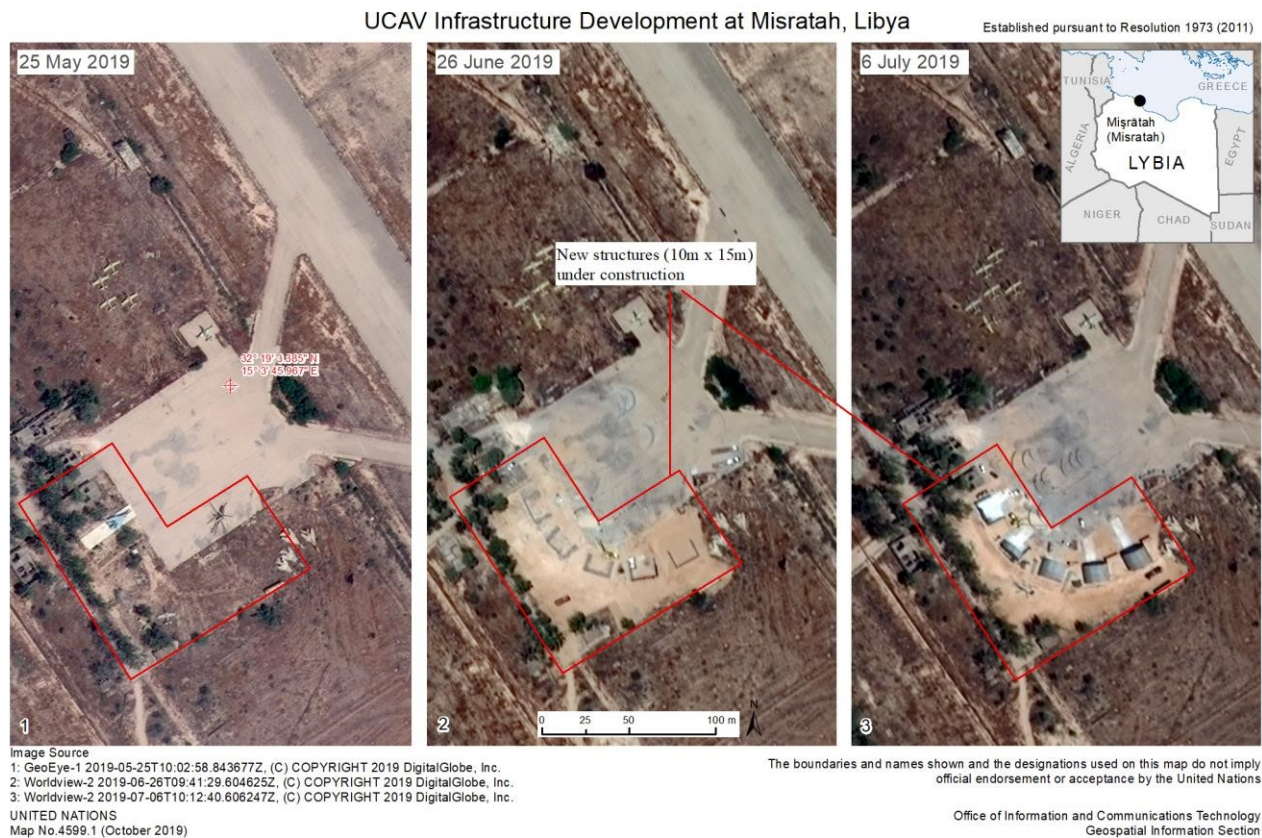 UCAV Infrastructure Development at Misratah, Libya
Established pursuant to Resolution 1973 (2011)
25 May 2019
26 June 2019
6 July 2019
TUNISIA
GREECE
Mişrātah
(Misratah)
ALGERIA
LYBIA
EGYPT
NIGER
CHAD
SUDAN
New structures (10m x 15m)
under construction
32° 19' 3.385" N
15° 3' 45.967" E
1
2
3
0 25 50 100 m
N
Image Source
1: GeoEye-1 2019-05-25T10:02:58.843677Z, (C) COPYRIGHT 2019 DigitalGlobe, Inc.
2: Worldview-2 2019-06-26T09:41:29.604625Z, (C) COPYRIGHT 2019 DigitalGlobe, Inc.
3: Worldview-2 2019-07-06T10:12:40.606247Z, (C) COPYRIGHT 2019 DigitalGlobe, Inc.
The boundaries and names shown and the designations used on this map do not imply
official endorsement or acceptance by the United Nations
UNITED NATIONS
Map No.4599.1 (October 2019)
Office of Information and Communications Technology
Geospatial Information Section